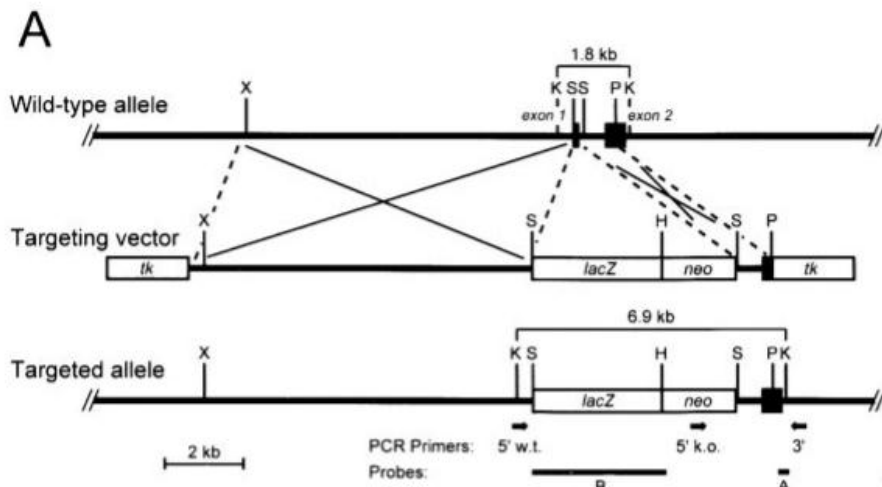 A
1.8 kb
X K S S P K
Wild-type allele exon 1 exon 2
X S H S P
Targeting vector
tk lacZ neo tk
6.9 kb
X K S H S P K
Targeted allele
lacZ neo
2 kb PCR Primers: 5' w.t. 5' k.o. 3'
Probes: B A